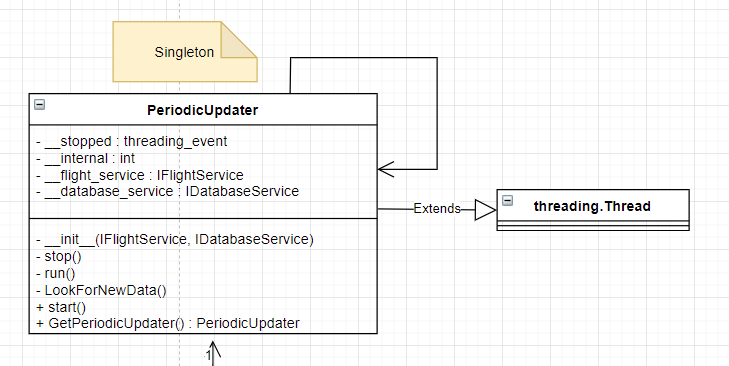 Singleton
PeriodicUpdater
- __stopped : threading_event
- __internal : int
- __flight_service : IFlightService
- __database_service : IDatabaseService
Extends
threading.Thread
- __init__(IFlightService, IDatabaseService)
- stop()
- run()
- LookForNewData()
+ start()
+ GetPeriodicUpdater() : PeriodicUpdater
1